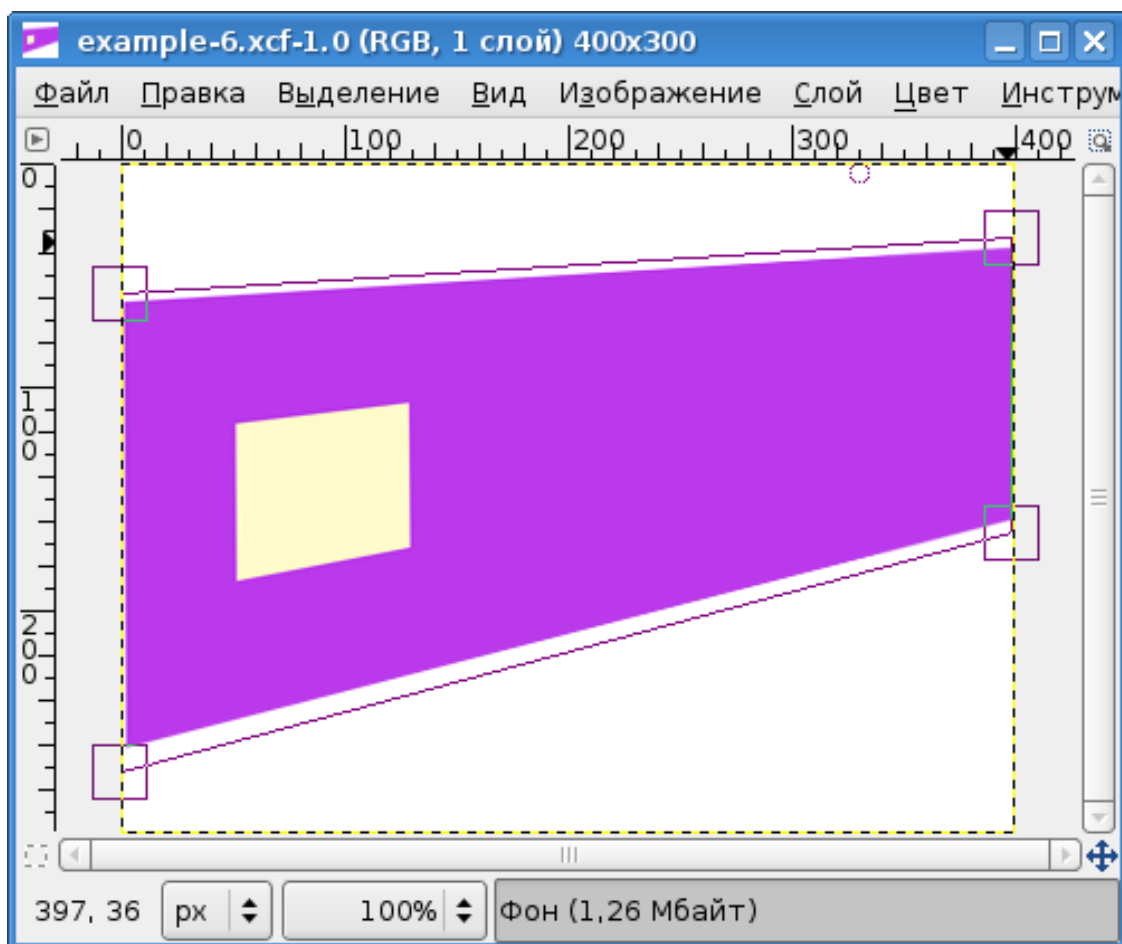 example-6.xcf-1.0 (RGB, 1 слой) 400x300
Файл Правка Выделение Вид Изображение Слой Цвет Инструм
0 100 200 300 400
0
100
200
397, 36 px 100% Фон (1,26 Мбайт)